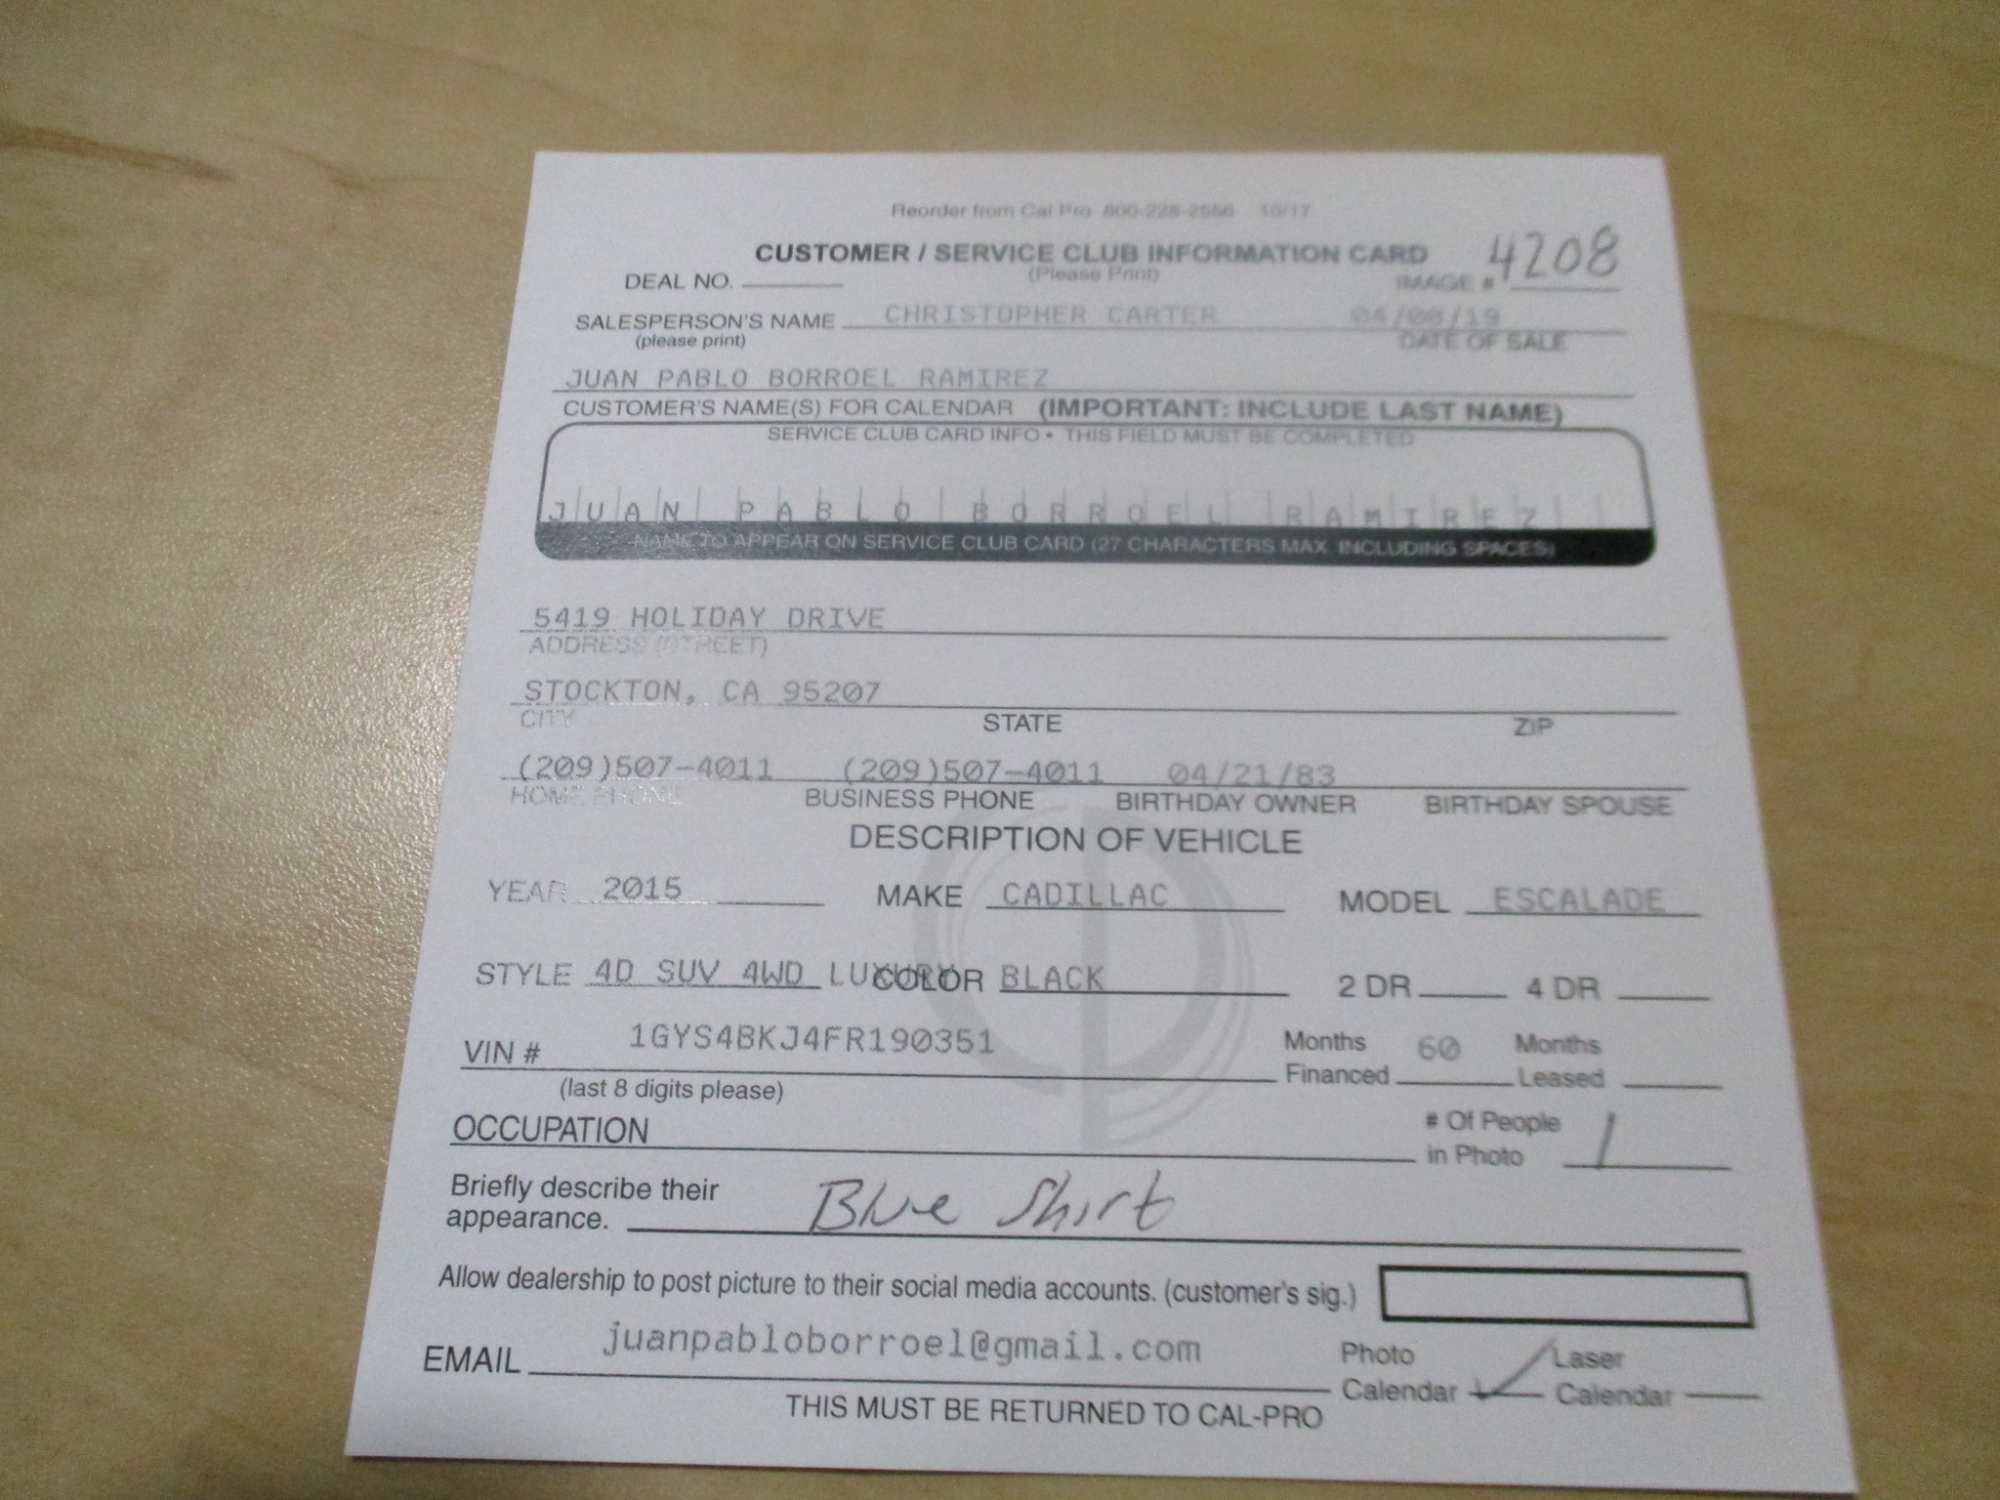 Reorder from Cal Pro 800-226-2556 10/17
CUSTOMER / SERVICE CLUB INFORMATION CARD
(Please Print)
DEAL NO. IMAGE # 4208
SALESPERSON'S NAME CHRISTOPHER CARTER 04/08/19
(please print) DATE OF SALE
JUAN PABLO BORROEL RAMIREZ
CUSTOMER'S NAME(S) FOR CALENDAR (IMPORTANT: INCLUDE LAST NAME)
SERVICE CLUB CARD INFO • THIS FIELD MUST BE COMPLETED
JUAN PABLO BORROEL RAMIREZ
NAME TO APPEAR ON SERVICE CLUB CARD (27 CHARACTERS MAX. INCLUDING SPACES)
5419 HOLIDAY DRIVE
ADDRESS (STREET)
STOCKTON, CA 95207
CITY STATE ZIP
(209)507-4011 (209)507-4011 04/21/83
HOME PHONE BUSINESS PHONE BIRTHDAY OWNER BIRTHDAY SPOUSE
DESCRIPTION OF VEHICLE
YEAR 2015 MAKE CADILLAC MODEL ESCALADE
STYLE 4D SUV 4WD LUXURY COLOR BLACK 2 DR 4 DR
VIN # 1GYS4BKJ4FR190351 Months Financed 60 Months Leased
(last 8 digits please)
OCCUPATION # Of People in Photo 1
Briefly describe their
appearance. Blue Shirt
Allow dealership to post picture to their social media accounts. (customer's sig.)
EMAIL juanpabloborroel@gmail.com Photo Calendar ✓ Laser Calendar
THIS MUST BE RETURNED TO CAL-PRO